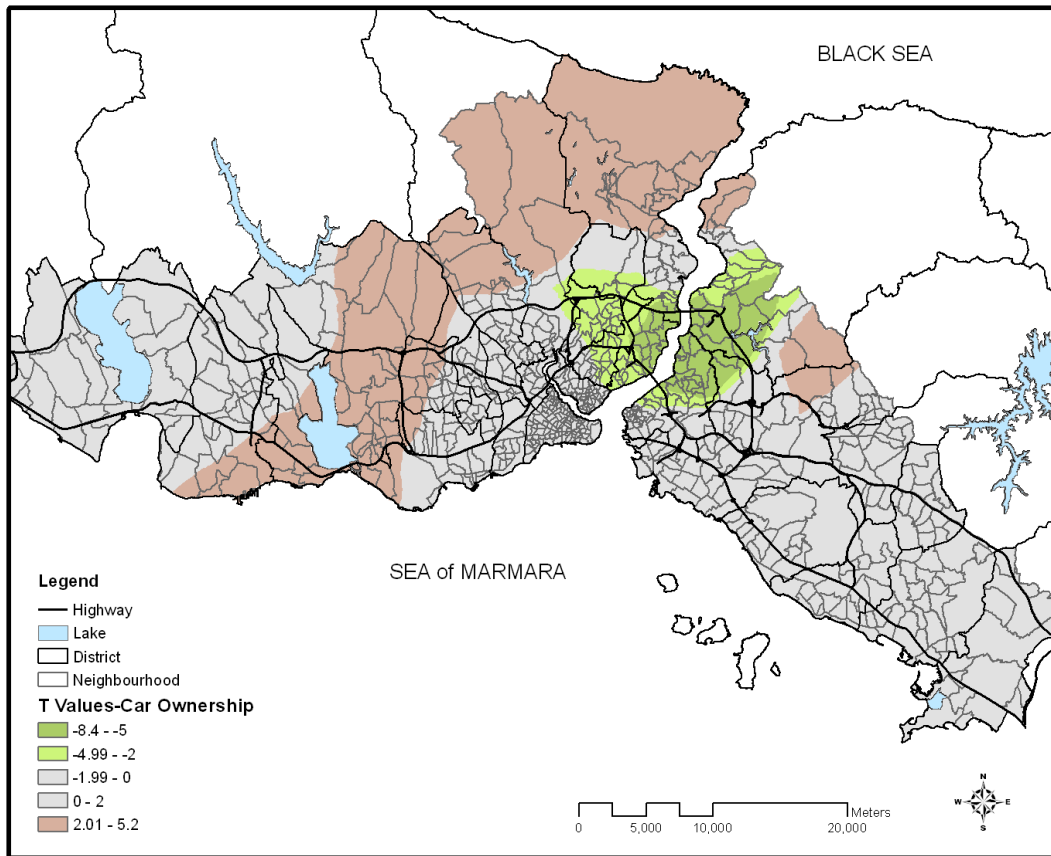 BLACK SEA
SEA of MARMARA
Legend
Highway
Lake
District
Neighbourhood
T Values-Car Ownership
-8.4 - -5
-4.99 - -2
-1.99 - 0
0 - 2
2.01 - 5.2
Meters
0 5,000 10,000 20,000
N
W E
S